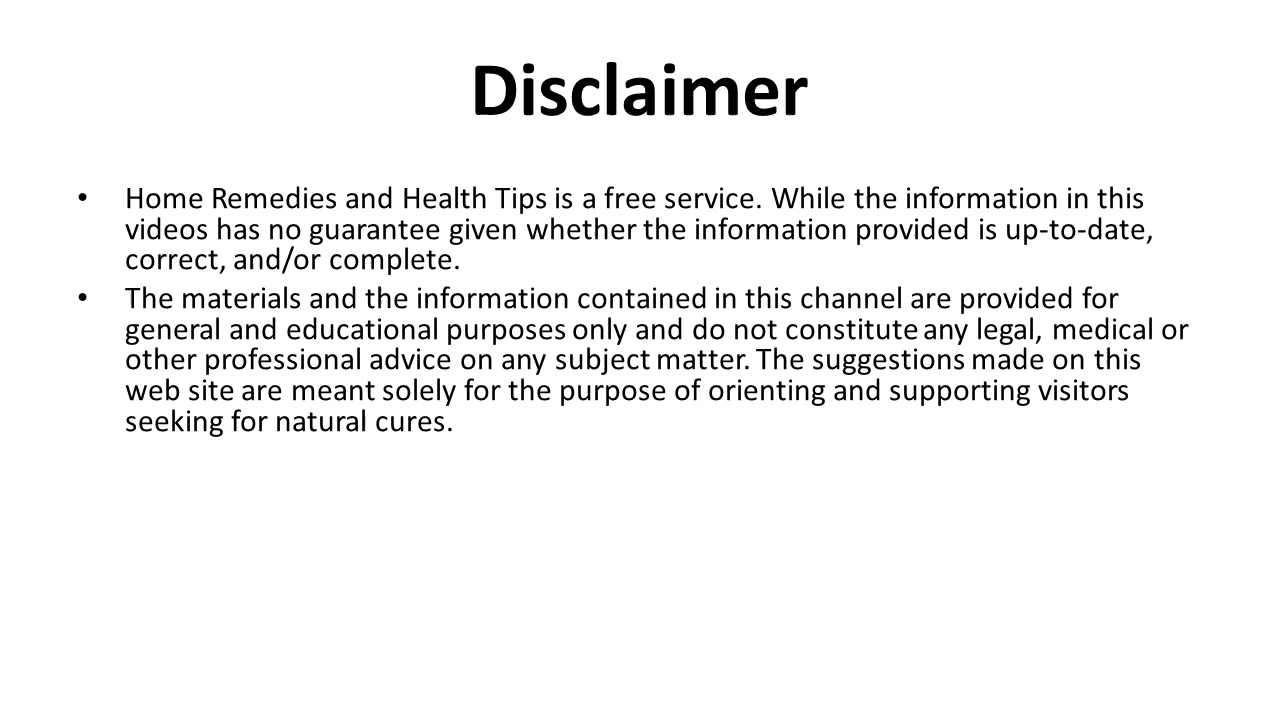 Disclaimer
• Home Remedies and Health Tips is a free service. While the information in this
videos has no guarantee given whether the information provided is up-to-date,
correct, and/or complete.
• The materials and the information contained in this channel are provided for
general and educational purposes only and do not constitute any legal, medical or
other professional advice on any subject matter. The suggestions made on this
web site are meant solely for the purpose of orienting and supporting visitors
seeking for natural cures.